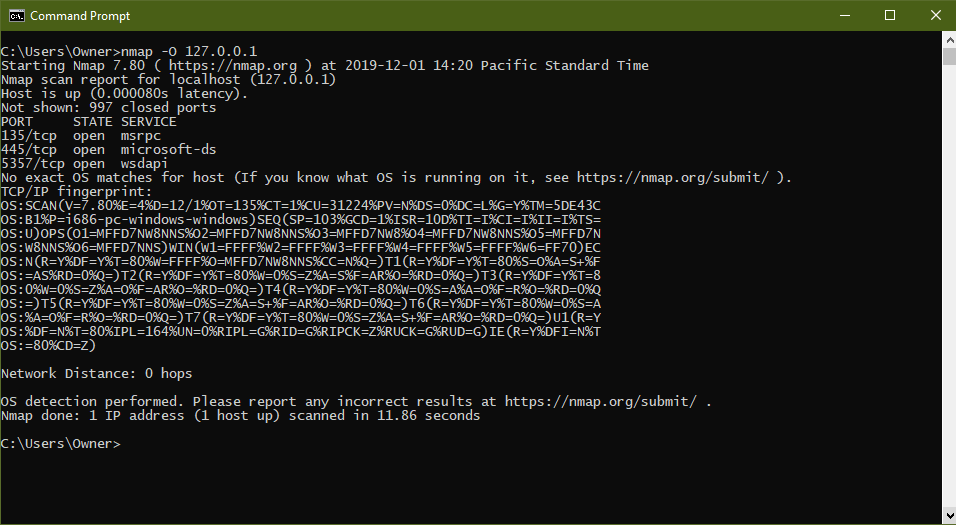 Command Prompt
C:\Users\Owner>nmap -O 127.0.0.1
Starting Nmap 7.80 ( https://nmap.org ) at 2019-12-01 14:20 Pacific Standard Time
Nmap scan report for localhost (127.0.0.1)
Host is up (0.000080s latency).
Not shown: 997 closed ports
PORT     STATE SERVICE
135/tcp  open  msrpc
445/tcp  open  microsoft-ds
5357/tcp open  wsdapi
No exact OS matches for host (If you know what OS is running on it, see https://nmap.org/submit/ ).
TCP/IP fingerprint:
OS:SCAN(V=7.80%E=4%D=12/1%OT=135%CT=1%CU=31224%PV=N%DS=0%DC=L%G=Y%TM=5DE43C
OS:B1%P=i686-pc-windows-windows)SEQ(SP=103%GCD=1%ISR=10D%TI=I%CI=I%II=I%TS=
OS:U)OPS(O1=MFFD7NW8NNS%O2=MFFD7NW8NNS%O3=MFFD7NW8%O4=MFFD7NW8NNS%O5=MFFD7N
OS:W8NNS%O6=MFFD7NNS)WIN(W1=FFFF%W2=FFFF%W3=FFFF%W4=FFFF%W5=FFFF%W6=FF70)EC
OS:N(R=Y%DF=Y%T=80%W=FFFF%O=MFFD7NW8NNS%CC=N%Q=)T1(R=Y%DF=Y%T=80%S=O%A=S+%F
OS:=AS%RD=0%Q=)T2(R=Y%DF=Y%T=80%W=0%S=Z%A=S%F=AR%O=%RD=0%Q=)T3(R=Y%DF=Y%T=8
OS:0%W=0%S=Z%A=O%F=AR%O=%RD=0%Q=)T4(R=Y%DF=Y%T=80%W=0%S=A%A=O%F=R%O=%RD=0%Q
OS:=)T5(R=Y%DF=Y%T=80%W=0%S=Z%A=S+%F=AR%O=%RD=0%Q=)T6(R=Y%DF=Y%T=80%W=0%S=A
OS:%A=O%F=R%O=%RD=0%Q=)T7(R=Y%DF=Y%T=80%W=0%S=Z%A=S+%F=AR%O=%RD=0%Q=)U1(R=Y
OS:%DF=N%T=80%IPL=164%UN=0%RIPL=G%RID=G%RIPCK=Z%RUCK=G%RUD=G)IE(R=Y%DFI=N%T
OS:=80%CD=Z)
Network Distance: 0 hops
OS detection performed. Please report any incorrect results at https://nmap.org/submit/ .
Nmap done: 1 IP address (1 host up) scanned in 11.86 seconds
C:\Users\Owner>